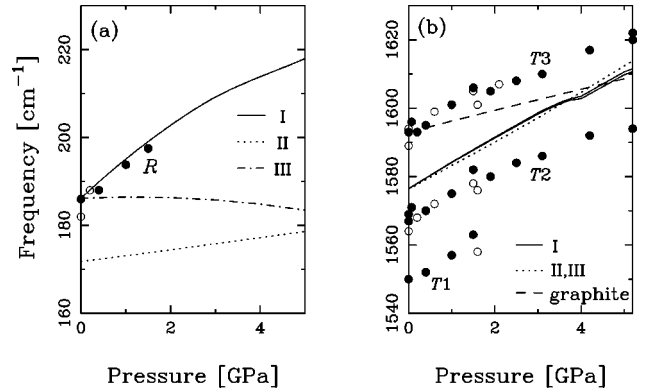 (a)
(b)
Frequency [cm⁻¹]
160 180 200 220 230
R
I
II
III
0 2 4
Pressure [GPa]
1540 1560 1580 1600 1620
T3
T2
T1
I
II,III
graphite
0 2 4
Pressure [GPa]